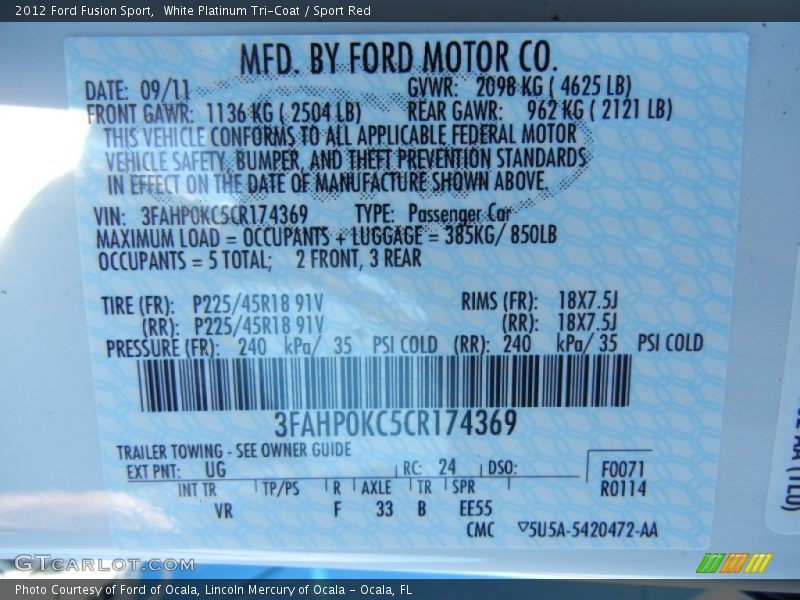 2012 Ford Fusion Sport,  White Platinum Tri-Coat / Sport Red
MFD. BY FORD MOTOR CO.
DATE: 09/11 GVWR: 2098 KG ( 4625 LB)
FRONT GAWR: 1136 KG ( 2504 LB) REAR GAWR: 962 KG ( 2121 LB)
THIS VEHICLE CONFORMS TO ALL APPLICABLE FEDERAL MOTOR
VEHICLE SAFETY, BUMPER, AND THEFT PREVENTION STANDARDS
IN EFFECT ON THE DATE OF MANUFACTURE SHOWN ABOVE.
VIN: 3FAHP0KC5CR174369 TYPE: Passenger Car
MAXIMUM LOAD = OCCUPANTS + LUGGAGE = 385KG/ 850LB
OCCUPANTS = 5 TOTAL; 2 FRONT, 3 REAR
TIRE (FR): P225/45R18 91V RIMS (FR): 18X7.5J
(RR): P225/45R18 91V (RR): 18X7.5J
PRESSURE (FR): 240 kPa/ 35 PSI COLD (RR): 240 kPa/ 35 PSI COLD
3FAHP0KC5CR174369
TRAILER TOWING - SEE OWNER GUIDE
EXT PNT: UG RC: 24 DSO: F0071
INT TR TP/PS R AXLE TR SPR R0114
VR F 33 B EE55
CMC ▽5U5A-5420472-AA
GTCarLot.com
Photo Courtesy of Ford of Ocala, Lincoln Mercury of Ocala - Ocala, FL